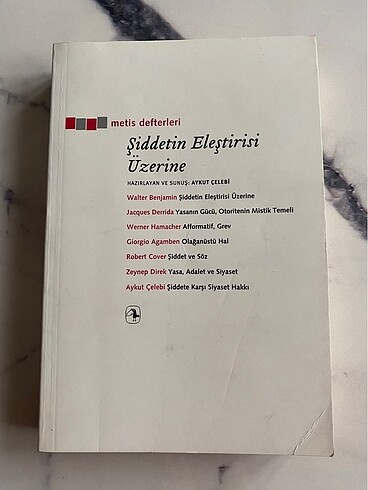 metis defterleri
Şiddetin Eleştirisi
Üzerine
HAZIRLAYAN VE SUNUŞ: AYKUT ÇELEBİ
Walter Benjamin Şiddetin Eleştirisi Üzerine
Jacques Derrida Yasanın Gücü, Otoritenin Mistik Temeli
Werner Hamacher Afformatif, Grev
Giorgio Agamben Olağanüstü Hal
Robert Cover Şiddet ve Söz
Zeynep Direk Yasa, Adalet ve Siyaset
Aykut Çelebi Şiddete Karşı Siyaset Hakkı